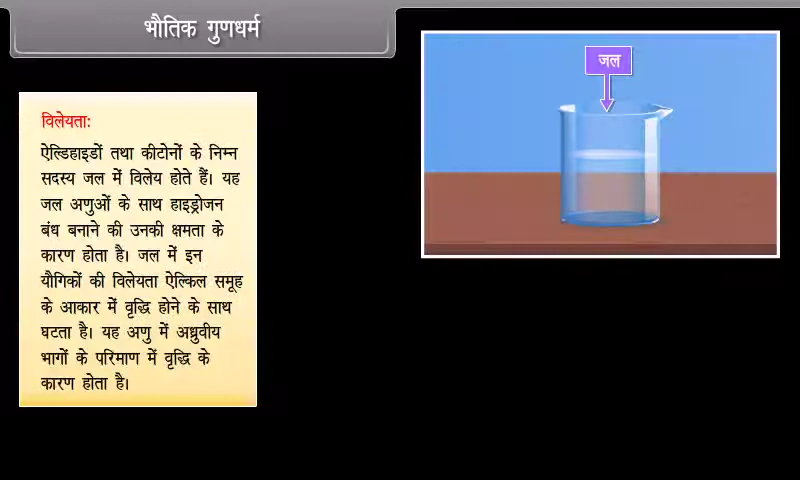 भौतिक गुणधर्म
जल
विलेयताः
ऐल्डिहाइडों तथा कीटोनों के निम्न
सदस्य जल में विलेय होते हैं। यह
जल अणुओं के साथ हाइड्रोजन
बंध बनाने की उनकी क्षमता के
कारण होता है। जल में इन
यौगिकों की विलेयता ऐल्किल समूह
के आकार में वृद्धि होने के साथ
घटता है। यह अणु में अध्रुवीय
भागों के परिमाण में वृद्धि के
कारण होता है।